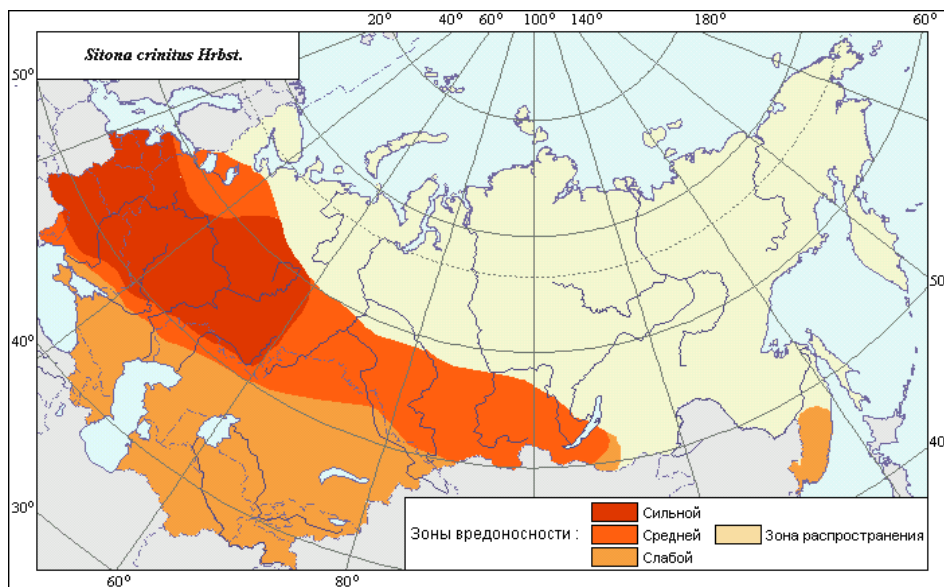 20° 40° 60° 100° 140° 180° 60°
Sitona crinitus Hrbst.
50°
50°
40°
30°
60° 80°
Зоны вредоносности :
Сильной
Средней
Слабой
Зона распространения